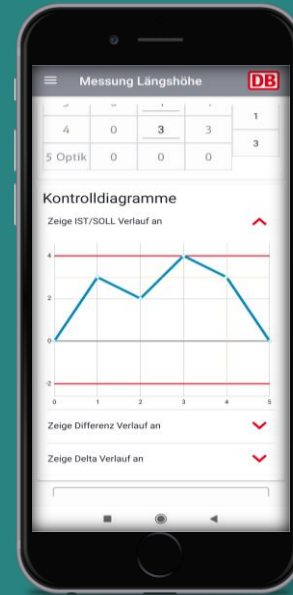 Messung Längshöhe DB
1
4 0 3 3
3
5 Optik 0 0 0
Kontrolldiagramme
Zeige IST/SOLL Verlauf an
4
2
0
-2
0 1 2 3 4 5
Zeige Differenz Verlauf an
Zeige Delta Verlauf an